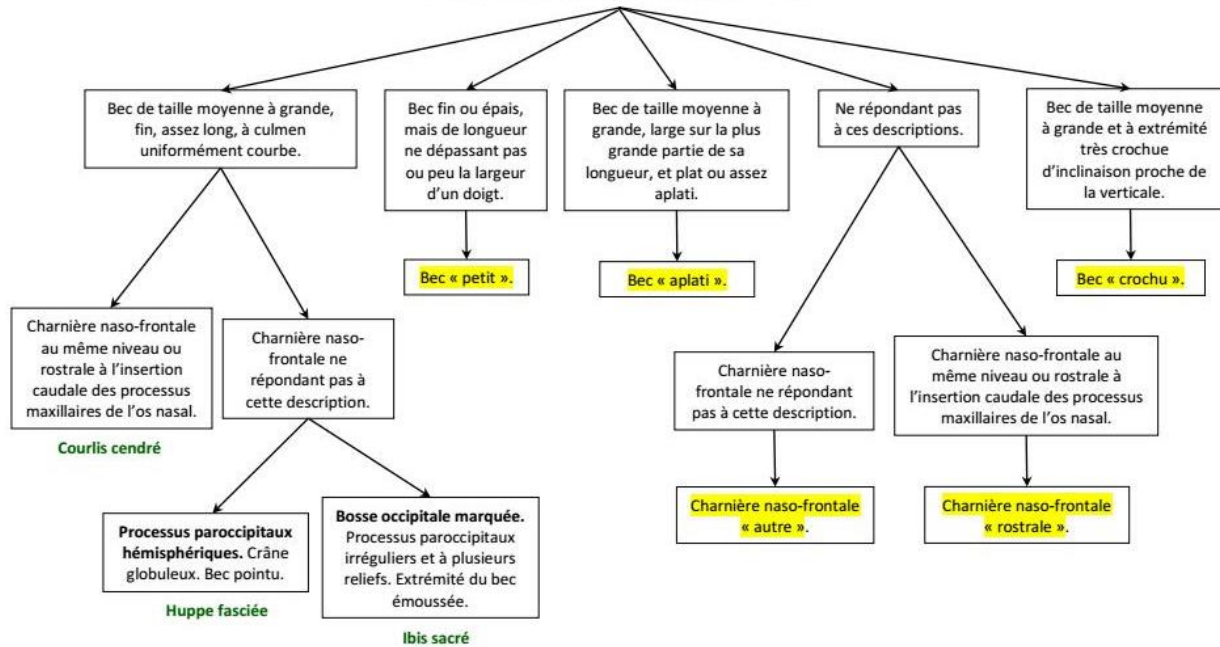 Bec de taille moyenne à grande,
fin, assez long, à culmen
uniformément courbe.
Bec fin ou épais,
mais de longueur
ne dépassant pas
ou peu la largeur
d’un doigt.
Bec de taille moyenne à
grande, large sur la plus
grande partie de sa
longueur, et plat ou assez
aplati.
Ne répondant pas
à ces descriptions.
Bec de taille moyenne
à grande et à extrémité
très crochue
d’inclinaison proche de
la verticale.
Bec « petit ».
Bec « aplati ».
Bec « crochu ».
Charnière naso-frontale
au même niveau ou
rostrale à l’insertion
caudale des processus
maxillaires de l’os nasal.
Courlis cendré
Charnière naso-
frontale ne
répondant pas à
cette description.
Charnière naso-
frontale ne répondant
pas à cette description.
Charnière naso-frontale au
même niveau ou rostrale à
l’insertion caudale des processus
maxillaires de l’os nasal.
Charnière naso-frontale
« autre ».
Charnière naso-frontale
« rostrale ».
Processus paroccipitaux
hémisphériques. Crâne
globuleux. Bec pointu.
Huppe fasciée
Bosse occipitale marquée.
Processus paroccipitaux
irréguliers et à plusieurs
reliefs. Extrémité du bec
émoussée.
Ibis sacré